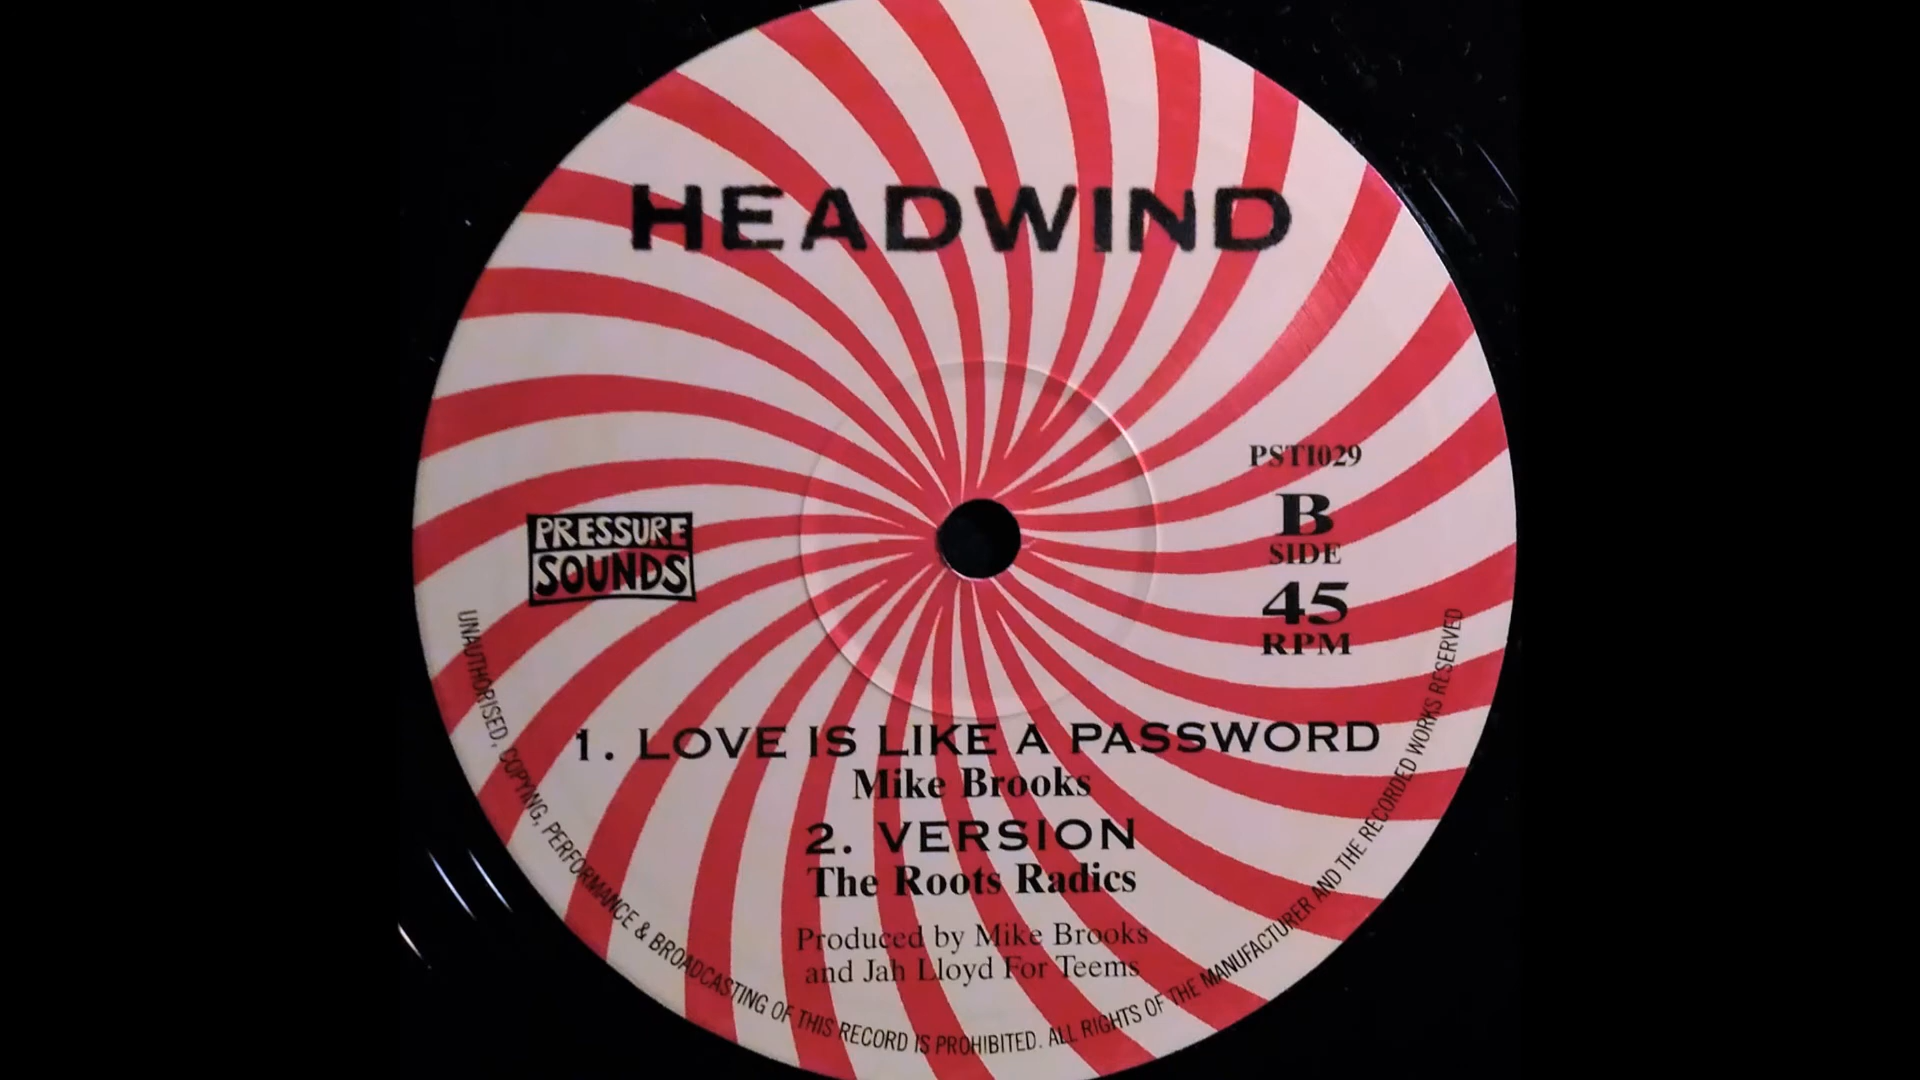 HEADWIND
PRESSURE
SOUNDS
PST1029
B
SIDE
45
RPM
1. LOVE IS LIKE A PASSWORD
Mike Brooks
2. VERSION
The Roots Radics
Produced by Mike Brooks
and Jah Lloyd For Teems
UNAUTHORISED, COPYING, PERFORMANCE & BROADCASTING OF THIS RECORD IS PROHIBITED. ALL RIGHTS OF THE MANUFACTURER AND THE RECORDED WORKS RESERVED